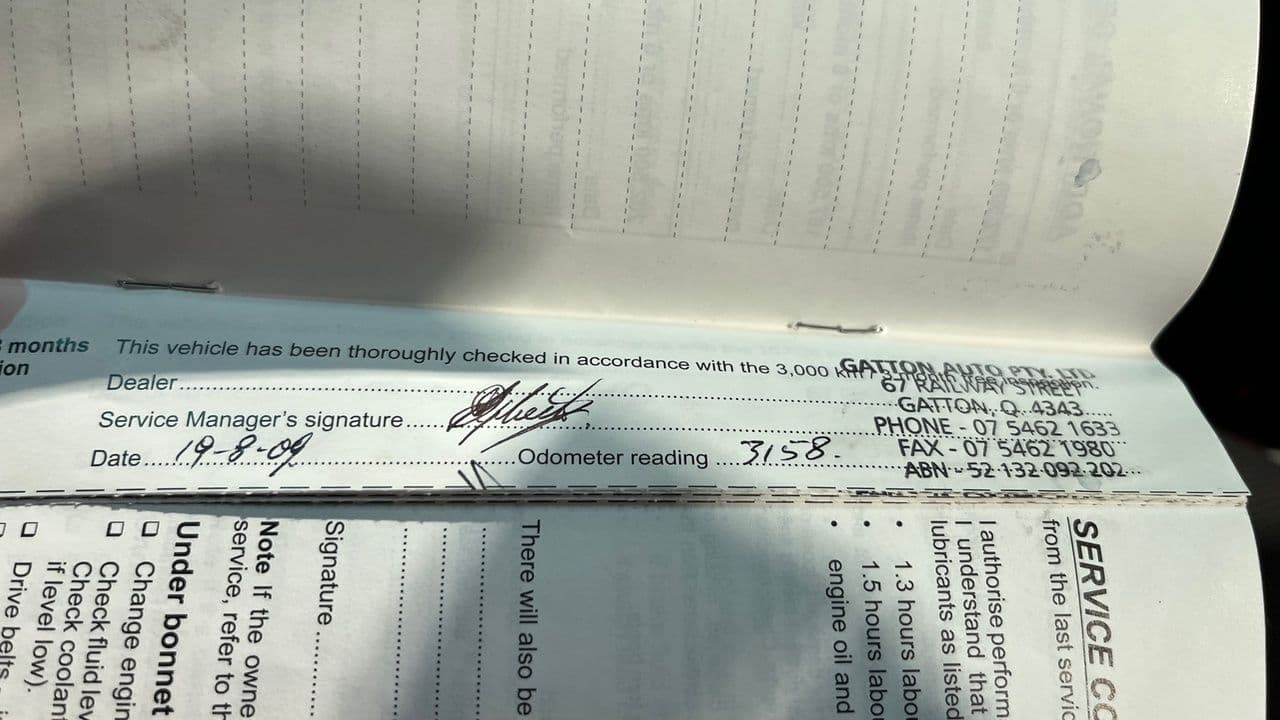 months This vehicle has been thoroughly checked in accordance with the 3,000 km
ion
GATTON AUTO PTY. LTD.
Dealer
67 RAILWAY STREET
GATTON, Q. 4343
Service Manager's signature
PHONE - 07 5462 1633
Date 19-8-09 Odometer reading 3158.
FAX - 07 5462 1980
ABN - 52 132 092 202
SERVICE CO
from the last servic
I authorise perform
I understand that
lubricants as listed
• 1.3 hours labou
• 1.5 hours labou
• engine oil and
There will also be
Signature
Note If the owne
service, refer to th
Under bonnet
□ Change engin
□ Check fluid lev
Check coolant
if level low).
□ Drive belts